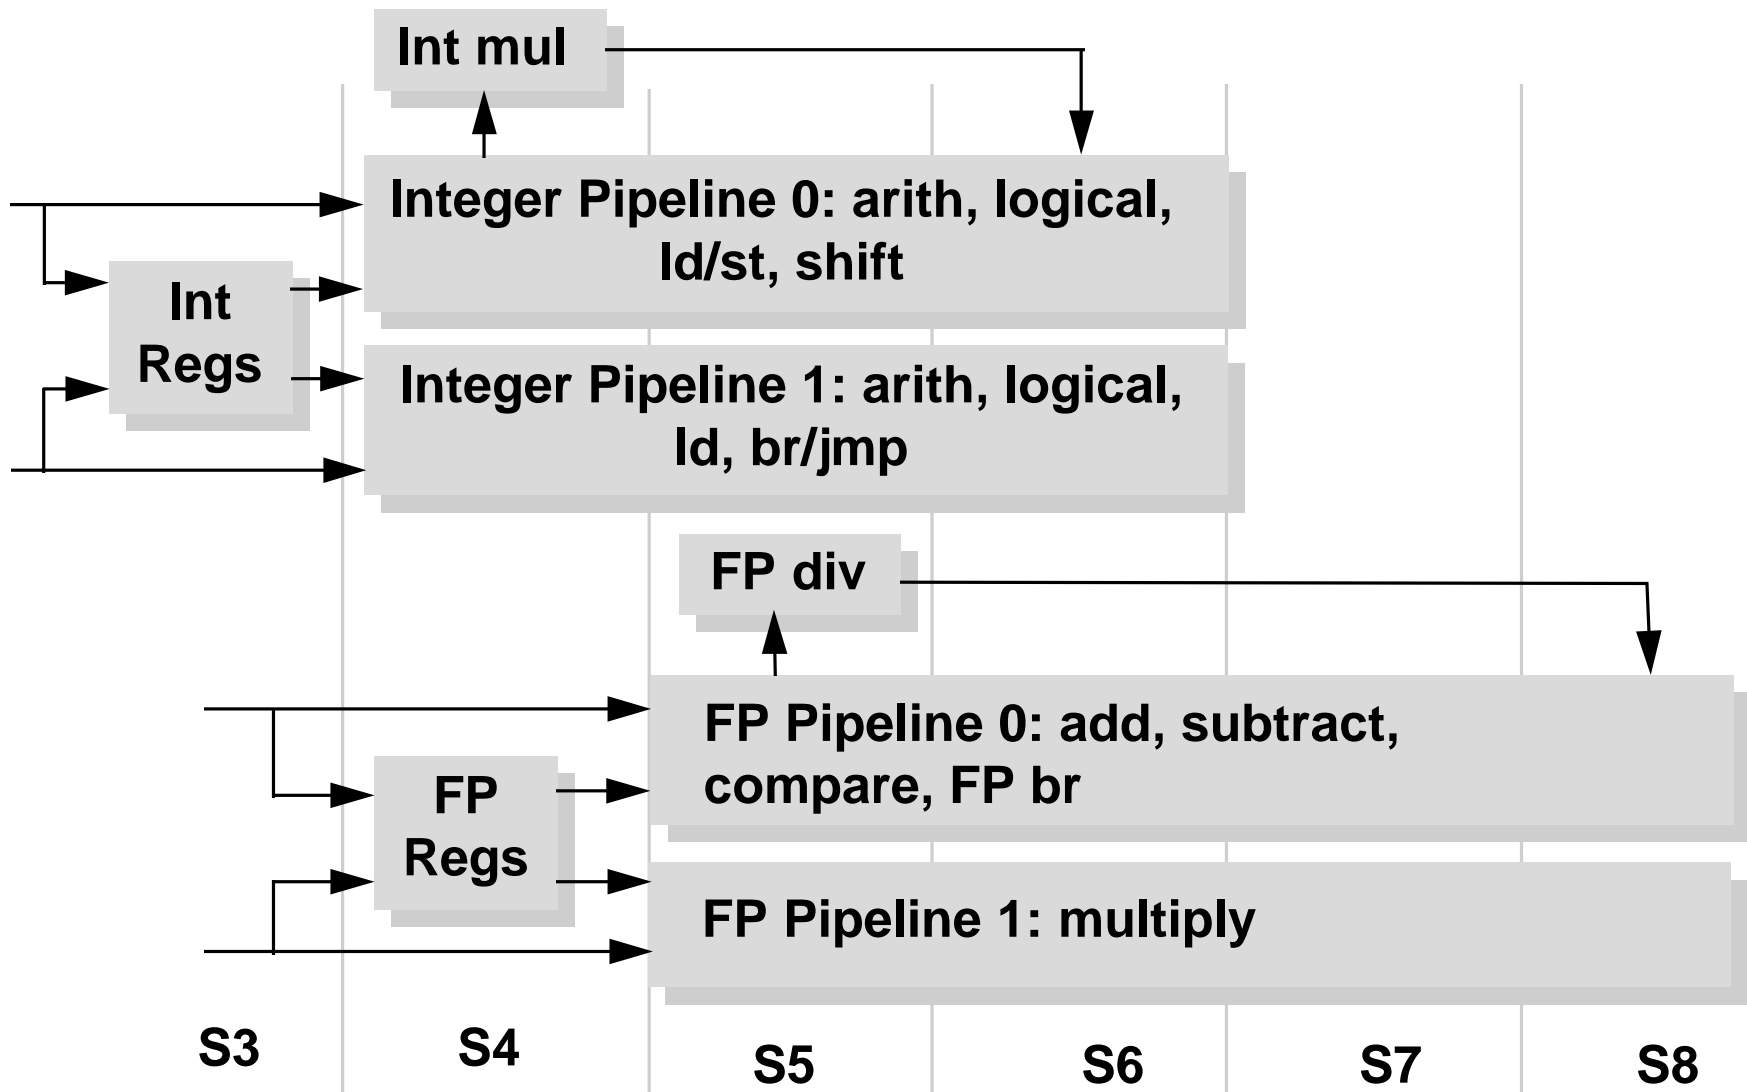 Int mul
Integer Pipeline 0: arith, logical,
ld/st, shift
Int
Regs
Integer Pipeline 1: arith, logical,
ld, br/jmp
FP div
FP Pipeline 0: add, subtract,
compare, FP br
FP
Regs
FP Pipeline 1: multiply
S3
S4
S5
S6
S7
S8